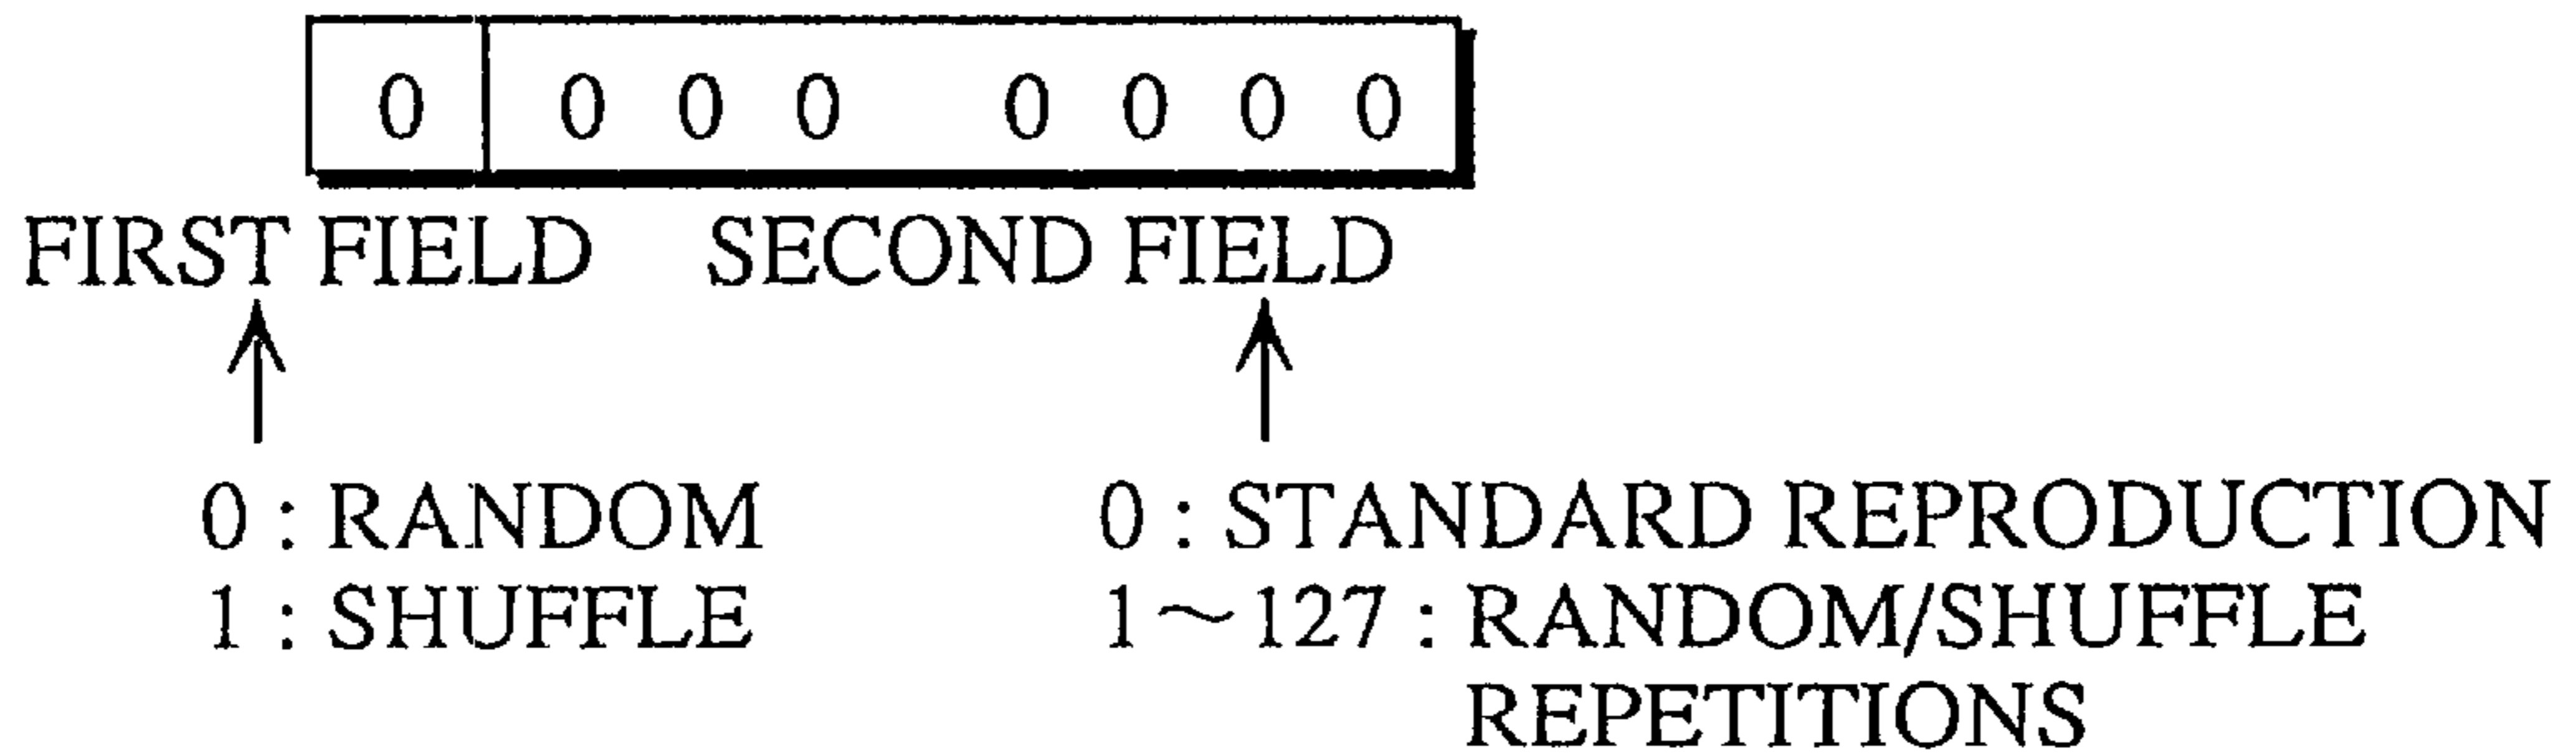 0 0 0 0 0 0 0 0
FIRST FIELD SECOND FIELD
0 : RANDOM 0 : STANDARD REPRODUCTION
1 : SHUFFLE 1～127 : RANDOM/SHUFFLE
REPETITIONS